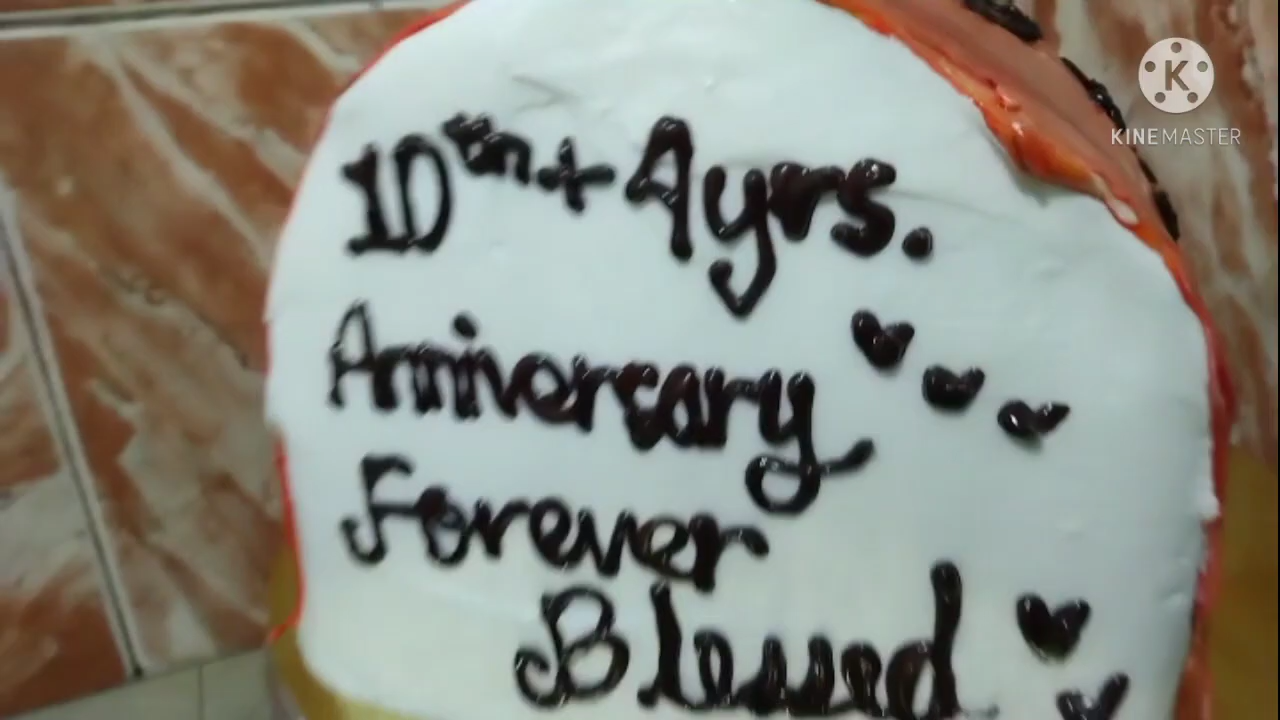 10th + 4yrs.
Anniversary
Forever
Blessed
K
KINEMASTER